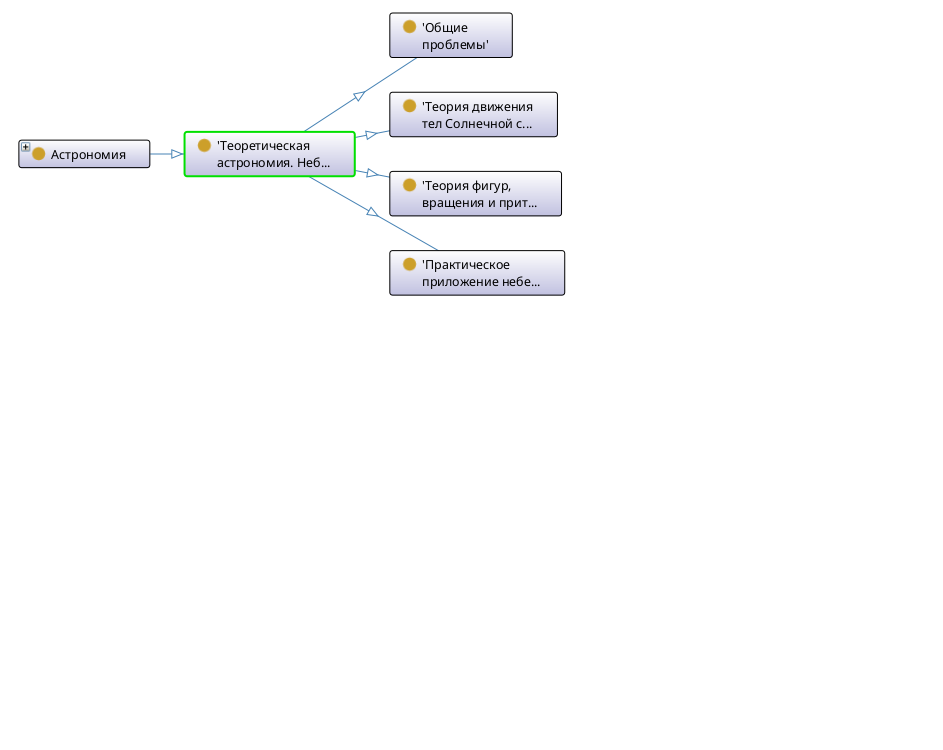 'Общие
проблемы'
'Теория движения
тел Солнечной с...
Астрономия
'Теоретическая
астрономия. Неб...
'Теория фигур,
вращения и прит...
'Практическое
приложение небе...